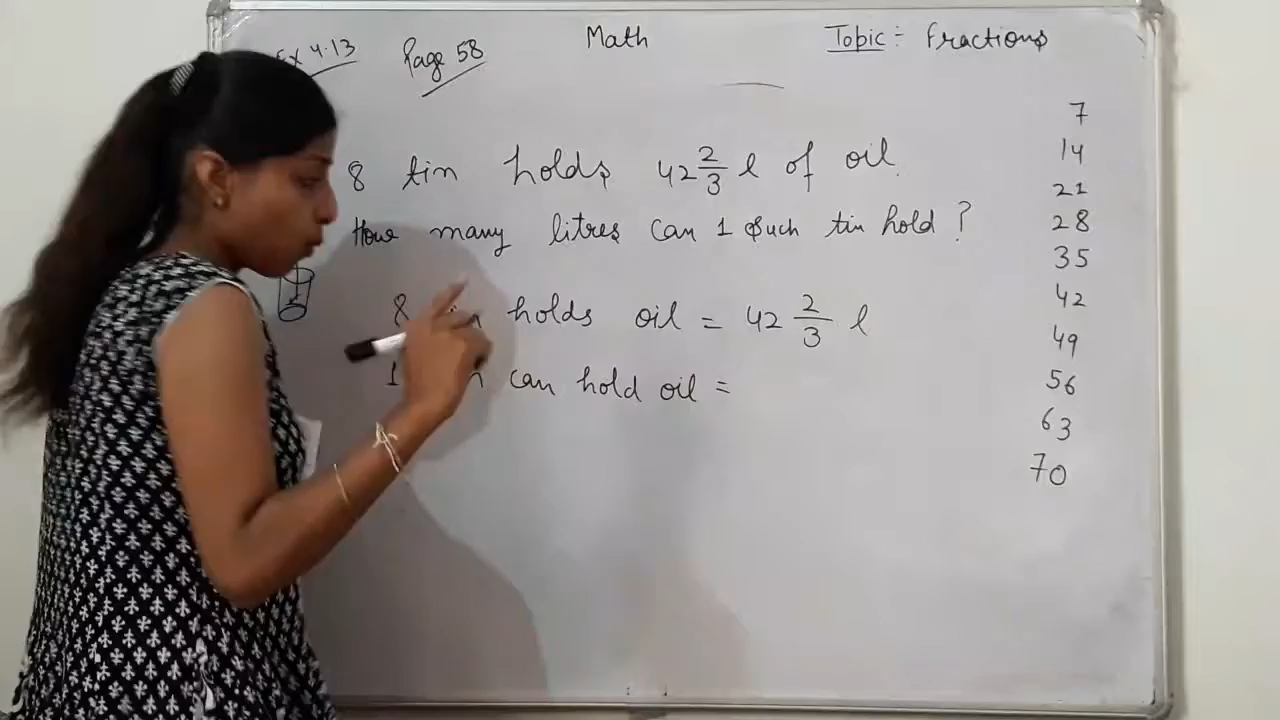 Ex 4.13 Page 58 Math Topic : Fractions
8 tin holds 42 2/3 l of oil.
How many litres can 1 such tin hold ?
8 holds oil = 42 2/3 l
1 can hold oil =
7
14
21
28
35
42
49
56
63
70